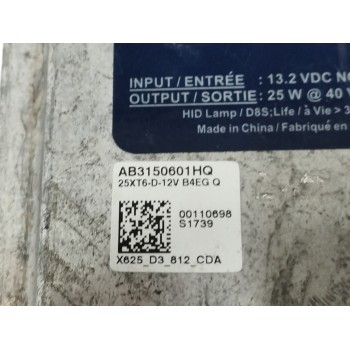 INPUT / ENTRÉE : 13.2 VDC
OUTPUT / SORTIE: 25 W @ 40
HID Lamp / D8S; Life / à Vie > 3
Made in China / Fabriqué en
AB3150601HQ
25XT6-D-12V B4EG Q
00110698
S1739
X625_D3_812_CDA